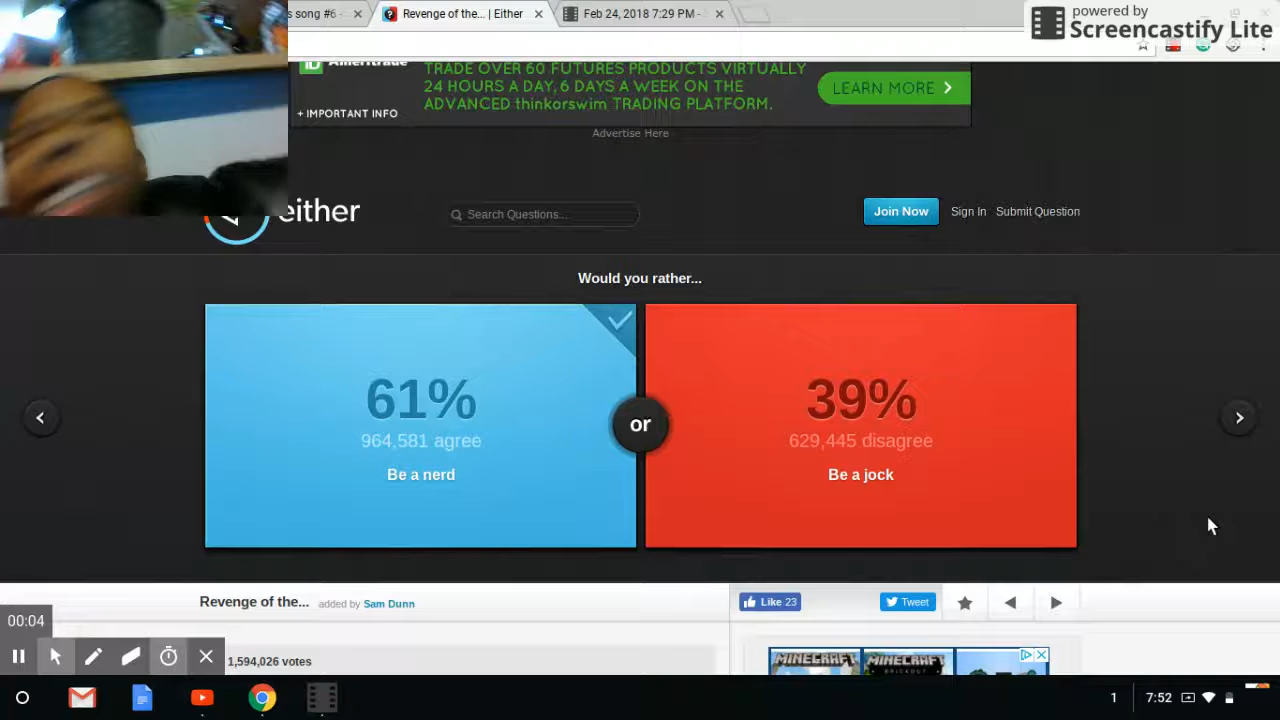 s song #6 -
Revenge of the... | Either
Feb 24, 2018 7:29 PM -
powered by
Screencastify Lite
Ameritrade
TRADE OVER 60 FUTURES PRODUCTS VIRTUALLY
24 HOURS A DAY, 6 DAYS A WEEK ON THE
ADVANCED thinkorswim TRADING PLATFORM.
+ IMPORTANT INFO
LEARN MORE
Advertise Here
either
Search Questions...
Join Now
Sign In
Submit Question
Would you rather...
61%
964,581 agree
Be a nerd
or
39%
629,445 disagree
Be a jock
Revenge of the...
added by Sam Dunn
Like 23
Tweet
00:04
1,594,026 votes
MINECRAFT
MINECRAFT
BRICKOUT
1
7:52